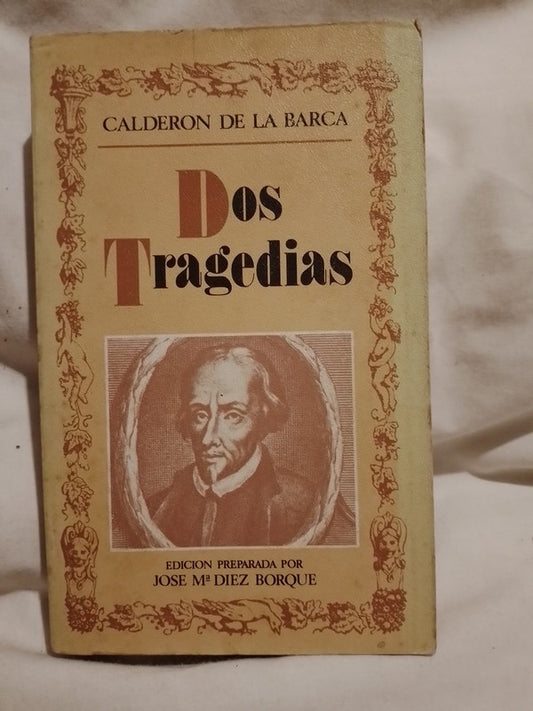 CALDERON DE LA BARCA
Dos
Tragedias
EDICION PREPARADA POR
JOSE Mª DIEZ BORQUE